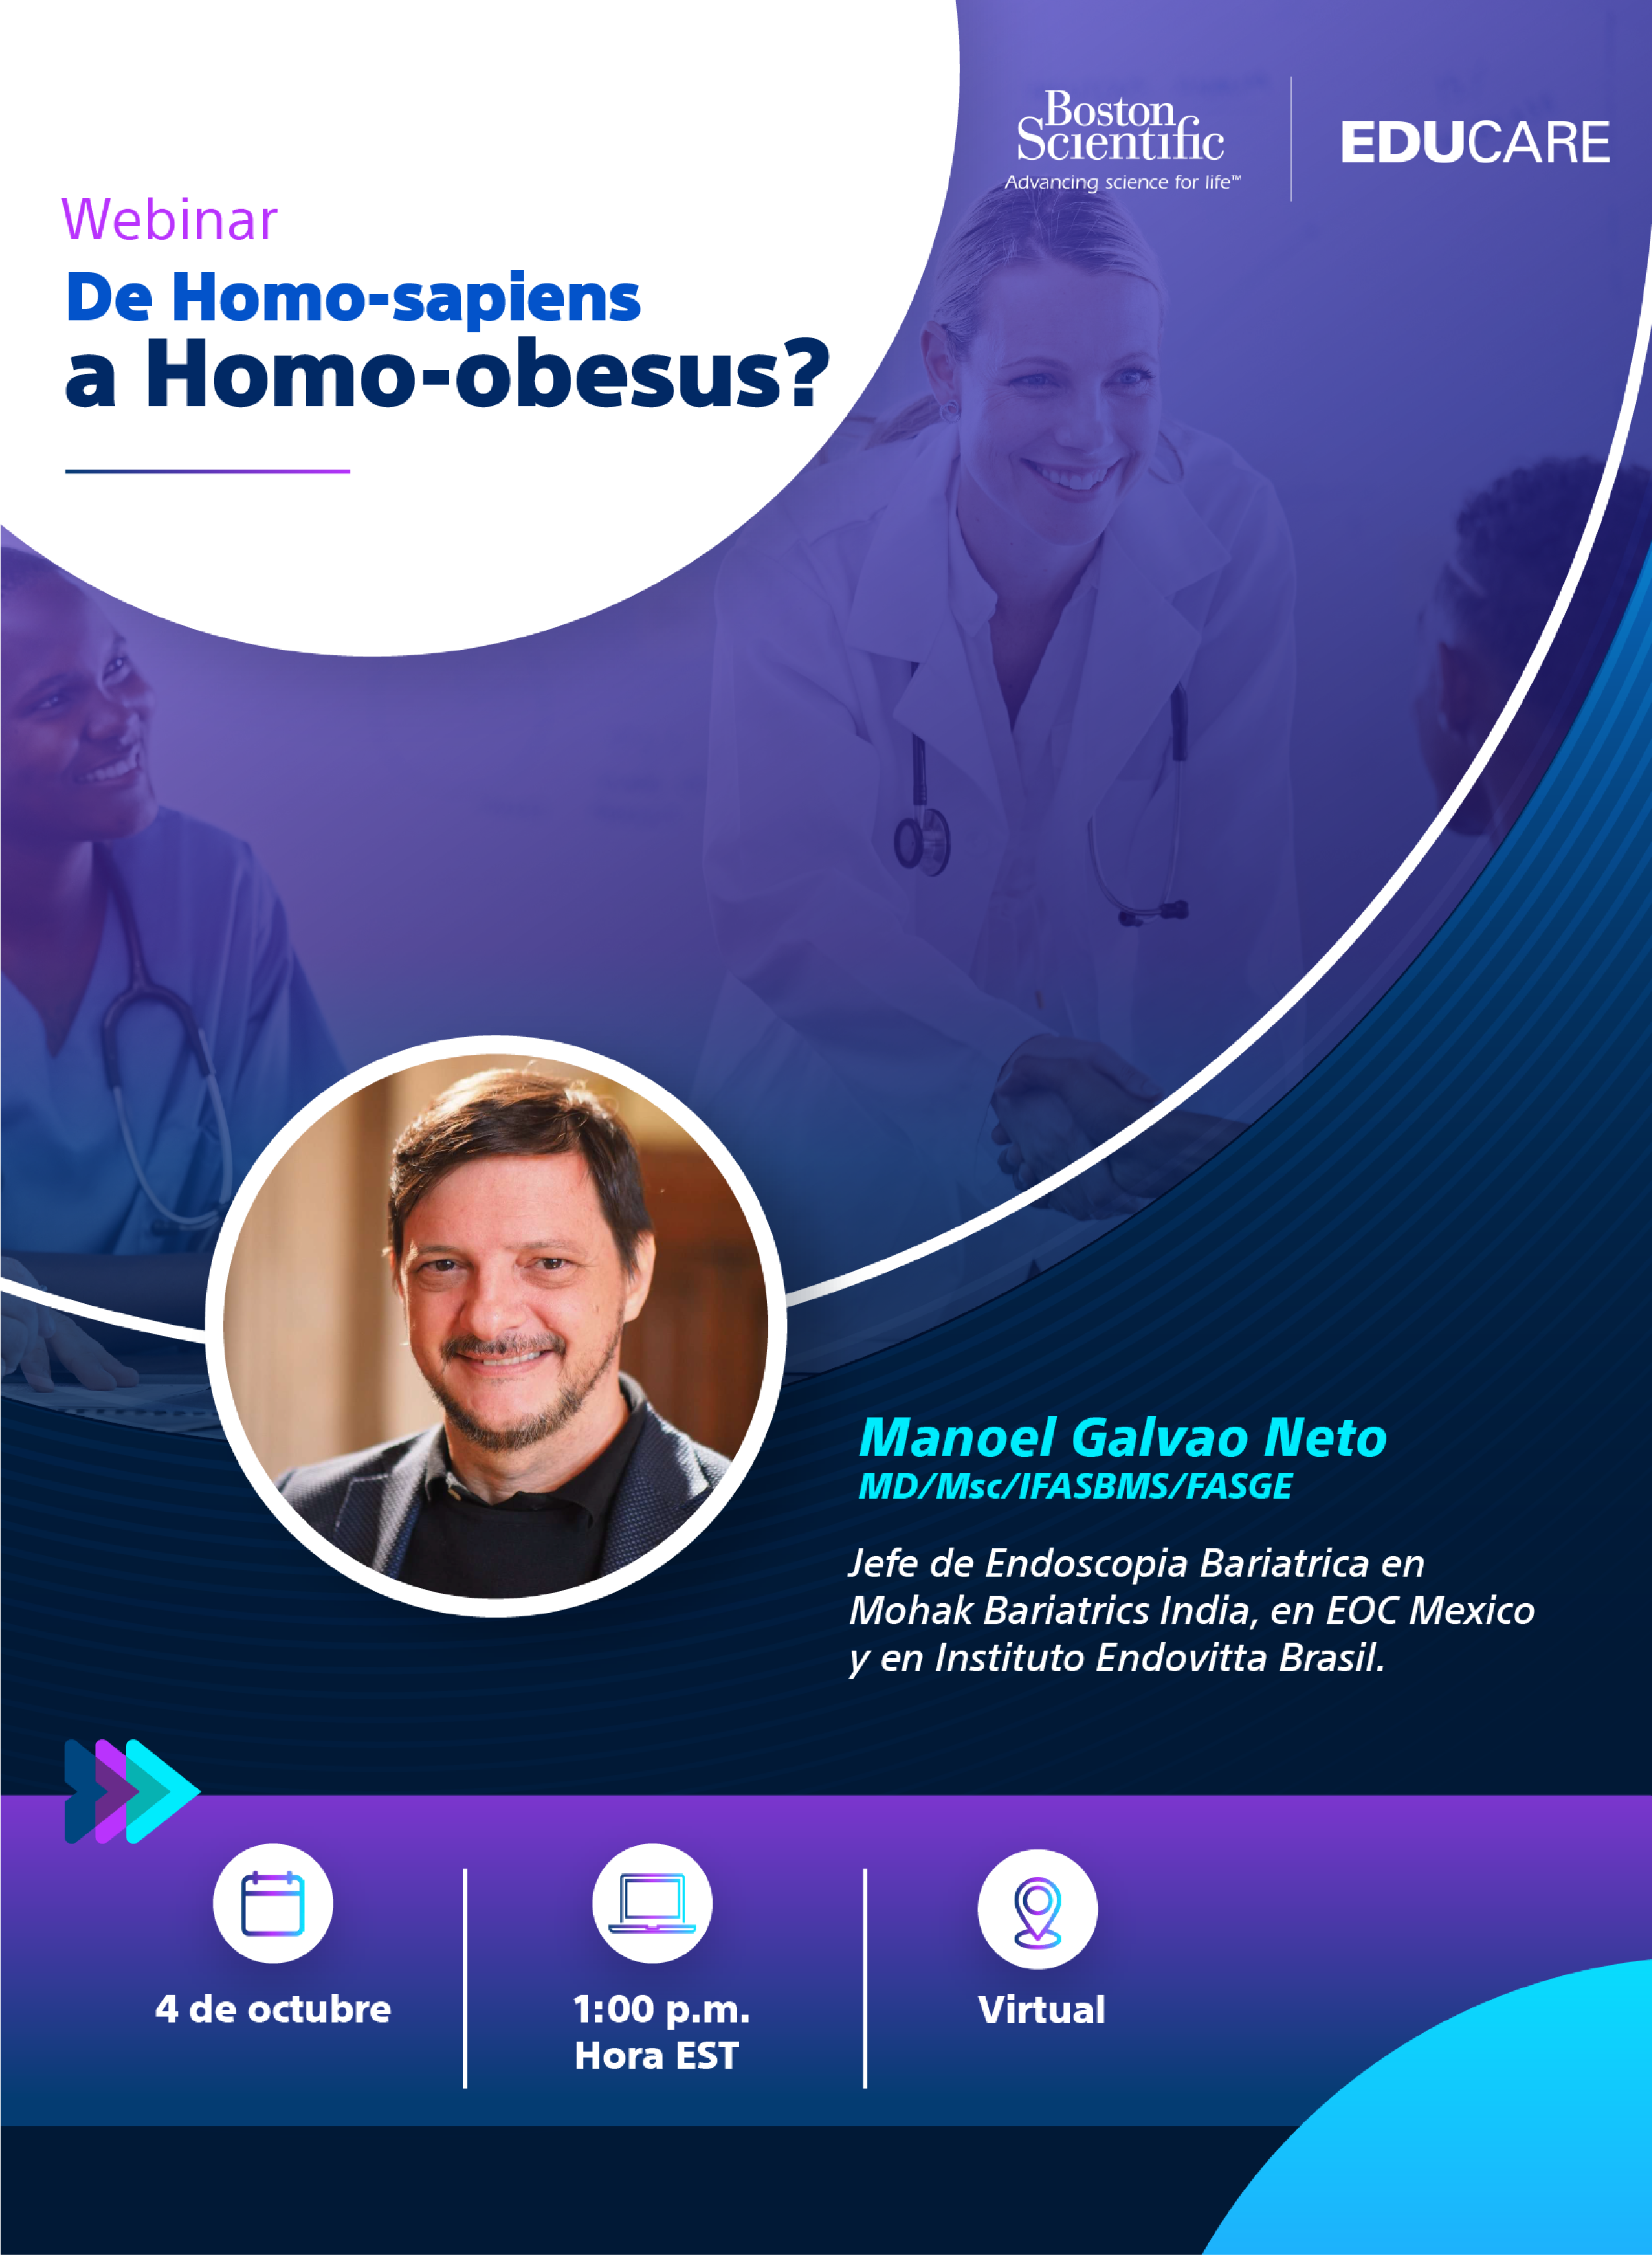 Boston
Scientific
Advancing science for life™
EDUCARE
Webinar
De Homo-sapiens
a Homo-obesus?
Manoel Galvao Neto
MD/Msc/IFASBMS/FASGE
Jefe de Endoscopia Bariatrica en
Mohak Bariatrics India, en EOC Mexico
y en Instituto Endovitta Brasil.
4 de octubre
1:00 p.m.
Hora EST
Virtual